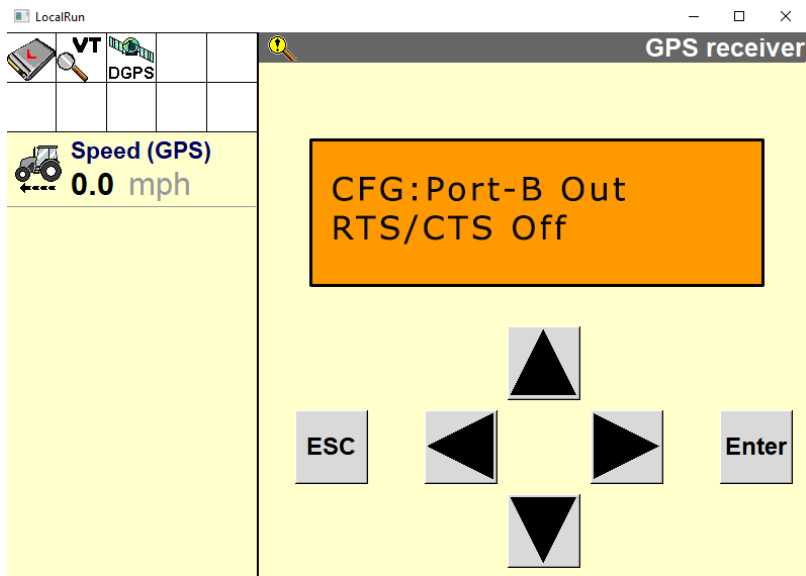 LocalRun
VT
DGPS
GPS receiver
Speed (GPS)
0.0 mph
CFG:Port-B Out
RTS/CTS Off
ESC
Enter